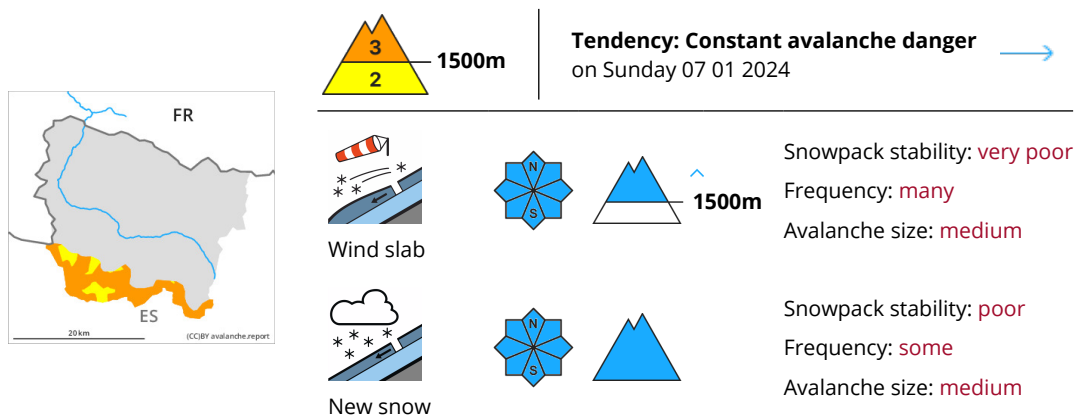 3
1500m
2
Tendency: Constant avalanche danger
on Sunday 07 01 2024
FR
ES
20 km
(CC)BY avalanche.report
Wind slab
N
S
1500m
Snowpack stability: very poor
Frequency: many
Avalanche size: medium
New snow
N
S
Snowpack stability: poor
Frequency: some
Avalanche size: medium